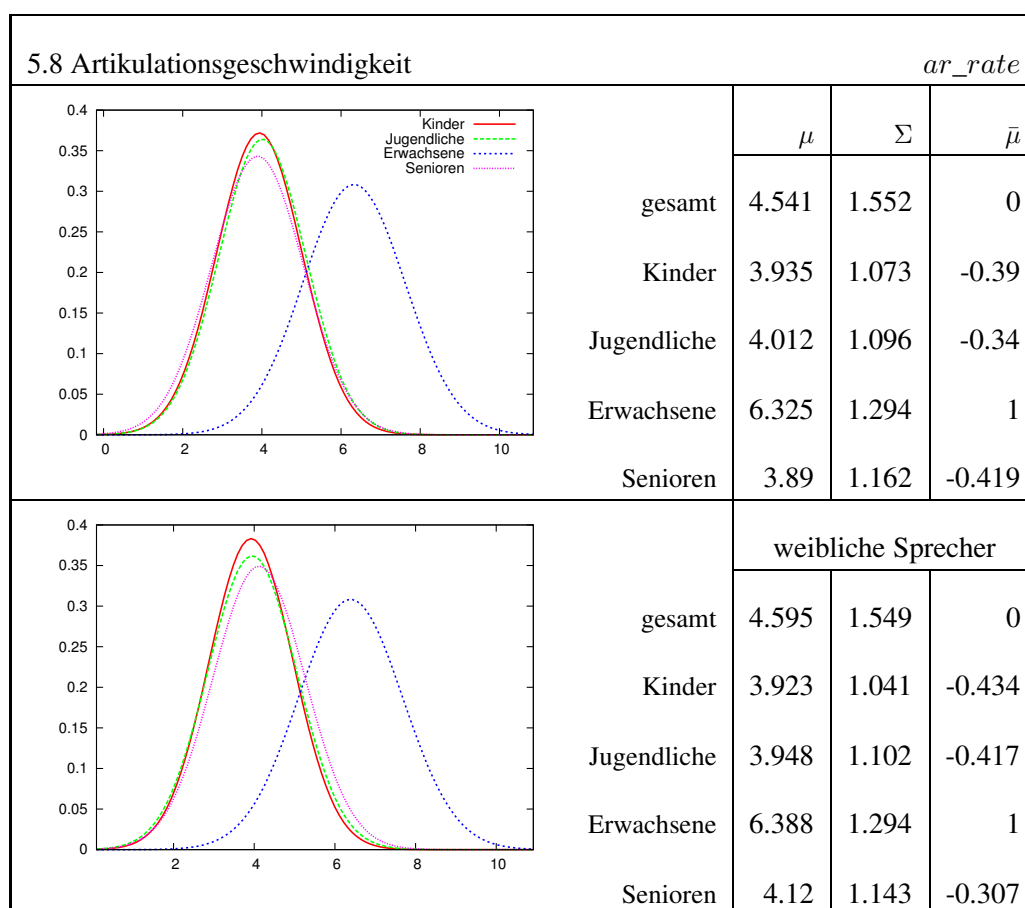 5.8 Artikulationsgeschwindigkeit ar_rate
0.4
0.35
0.3
0.25
0.2
0.15
0.1
0.05
0
0 2 4 6 8 10
Kinder
Jugendliche
Erwachsene
Senioren
μ Σ μ̄
gesamt 4.541 1.552 0
Kinder 3.935 1.073 -0.39
Jugendliche 4.012 1.096 -0.34
Erwachsene 6.325 1.294 1
Senioren 3.89 1.162 -0.419
0.4
0.35
0.3
0.25
0.2
0.15
0.1
0.05
0
2 4 6 8 10
weibliche Sprecher
gesamt 4.595 1.549 0
Kinder 3.923 1.041 -0.434
Jugendliche 3.948 1.102 -0.417
Erwachsene 6.388 1.294 1
Senioren 4.12 1.143 -0.307